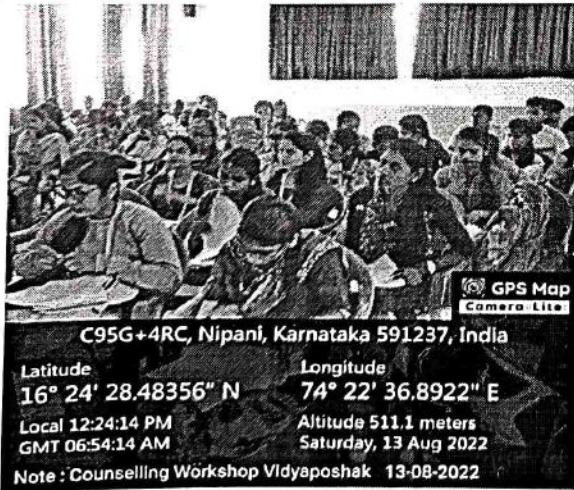 GPS Map
Camera Lite
C95G+4RC, Nipani, Karnataka 591237, India
Latitude
16° 24' 28.48356" N
Longitude
74° 22' 36.8922" E
Local 12:24:14 PM
GMT 06:54:14 AM
Altitude 511.1 meters
Saturday, 13 Aug 2022
Note : Counselling Workshop Vidyaposhak 13-08-2022